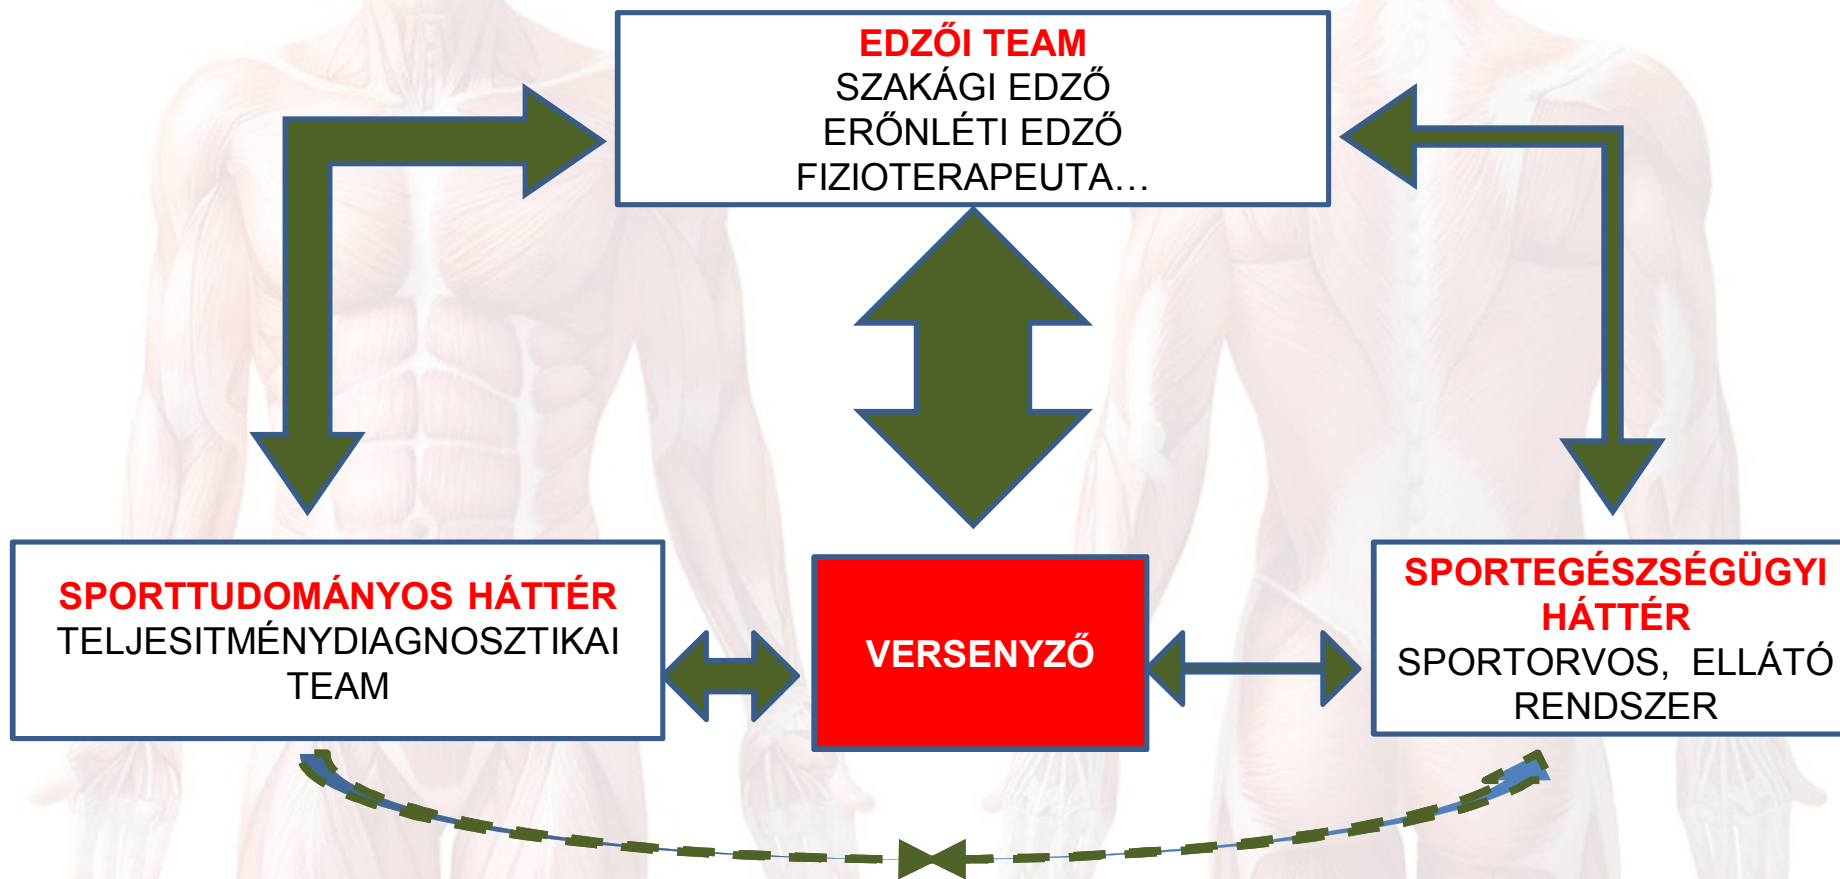 EDZŐI TEAM
SZAKÁGI EDZŐ
ERŐNLÉTI EDZŐ
FIZIOTERAPEUTA…
SPORTTUDOMÁNYOS HÁTTÉR
TELJESITMÉNYDIAGNOSZTIKAI
TEAM
VERSENYZŐ
SPORTEGÉSZSÉGÜGYI
HÁTTÉR
SPORTORVOS, ELLÁTÓ
RENDSZER